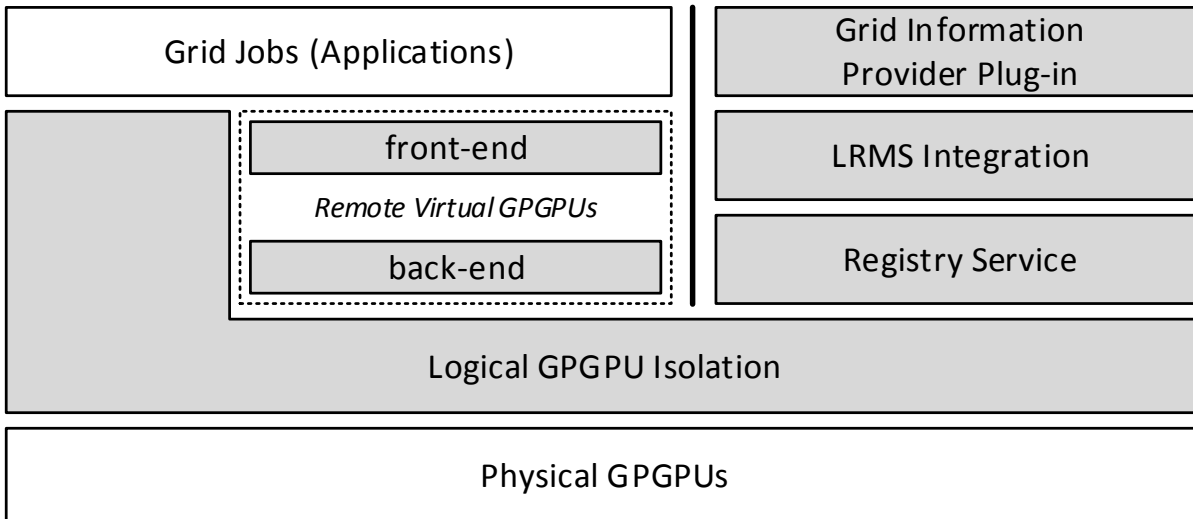 Grid Jobs (Applications)
Grid Information
Provider Plug-in
front-end
Remote Virtual GPGPUs
back-end
LRMS Integration
Registry Service
Logical GPGPU Isolation
Physical GPGPUs